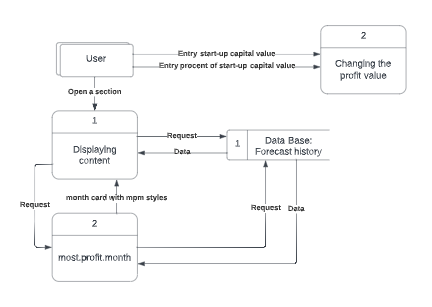 2
User
Entry start-up capital value
Entry procent of start-up capital value
Changing the
profit value
Open a section
1
Displaying
content
Request
Data
1
Data Base:
Forecast history
month card with mpm styles
Request
Request
Data
2
most.profit.month